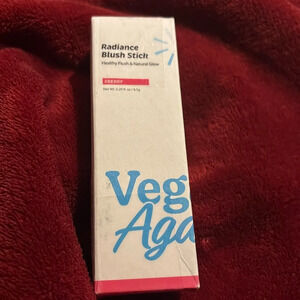 Radiance
Blush Stick
Healthy Flush & Natural Glow
CHERRY
Veg
Aga